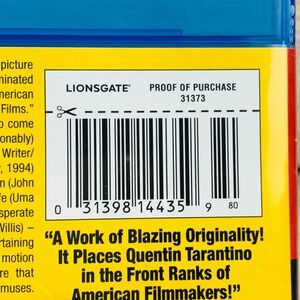 picture
minated
merican
Films."
o come
onably)
Writer/
y, 1994)
n (John
fe (Uma
sperate
Willis) –
rtaining
motion
re that
muses.
LIONSGATE® PROOF OF PURCHASE
31373
0 31398 14435 9 80
"A Work of Blazing Originality!
It Places Quentin Tarantino
in the Front Ranks of
American Filmmakers!"